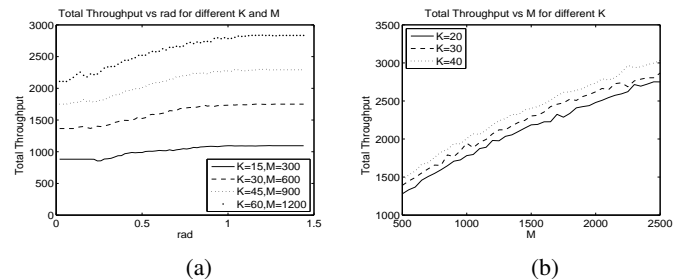 Total Throughput vs rad for different K and M
Total Throughput
3000
2500
2000
1500
1000
500
0
0
0.5
1
1.5
rad
K=15,M=300
K=30,M=600
K=45,M=900
K=60,M=1200
(a)
Total Throughput vs M for different K
Total Throughput
3500
3000
2500
2000
1500
1000
500
1000
1500
2000
2500
M
K=20
K=30
K=40
(b)